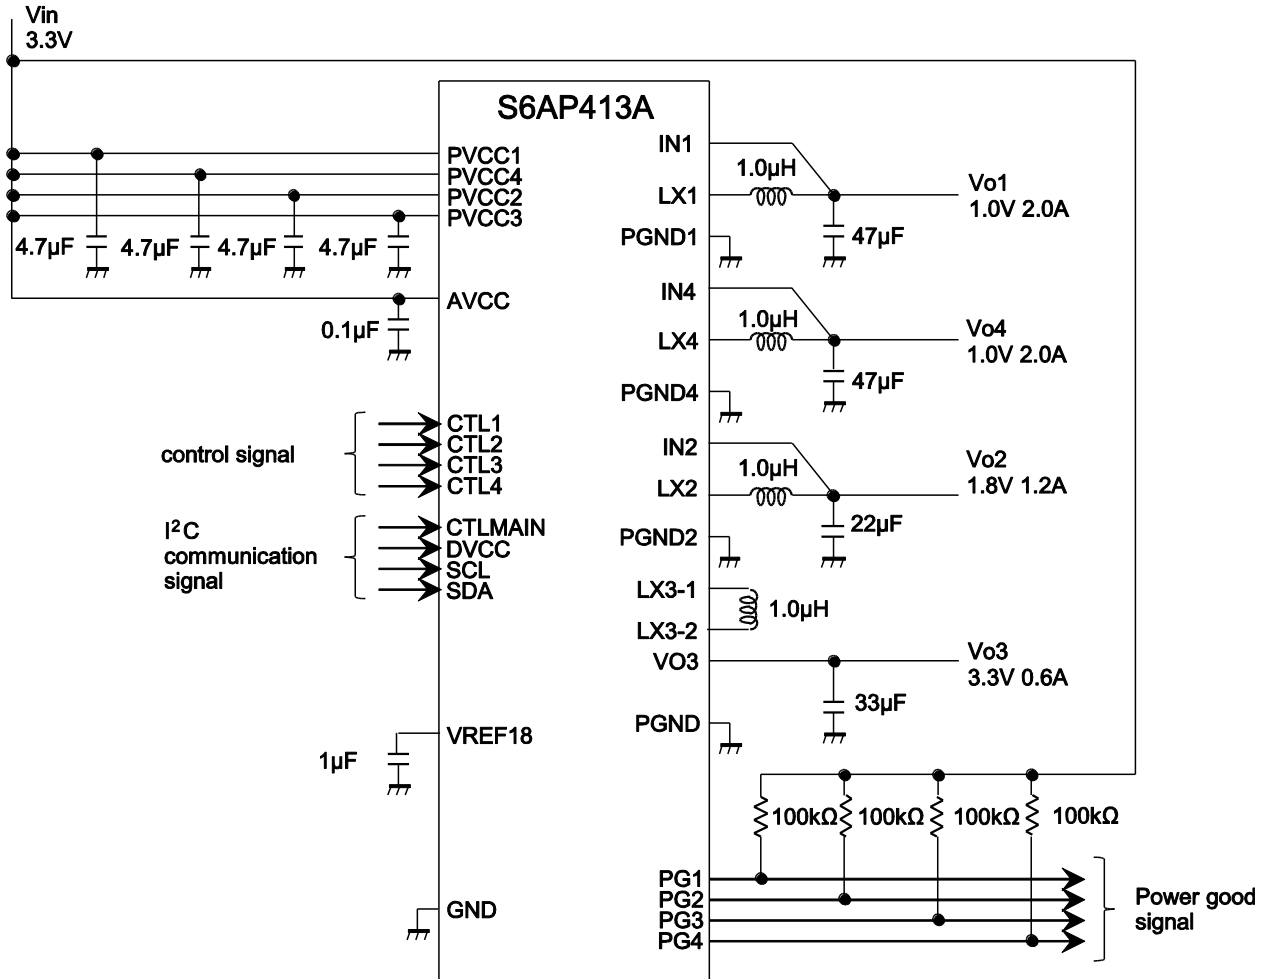 Vin
3.3V
S6AP413A
PVCC1
PVCC4
PVCC2
PVCC3
4.7µF
4.7µF
4.7µF
4.7µF
AVCC
0.1µF
control signal
CTL1
CTL2
CTL3
CTL4
I²C
communication
signal
CTLMAIN
DVCC
SCL
SDA
1µF
VREF18
GND
IN1
1.0µH
LX1
Vo1
1.0V 2.0A
PGND1
47µF
IN4
1.0µH
LX4
Vo4
1.0V 2.0A
PGND4
47µF
IN2
1.0µH
LX2
Vo2
1.8V 1.2A
PGND2
22µF
LX3-1
1.0µH
LX3-2
VO3
Vo3
3.3V 0.6A
33µF
PGND
100kΩ
100kΩ
100kΩ
100kΩ
PG1
PG2
PG3
PG4
Power good
signal